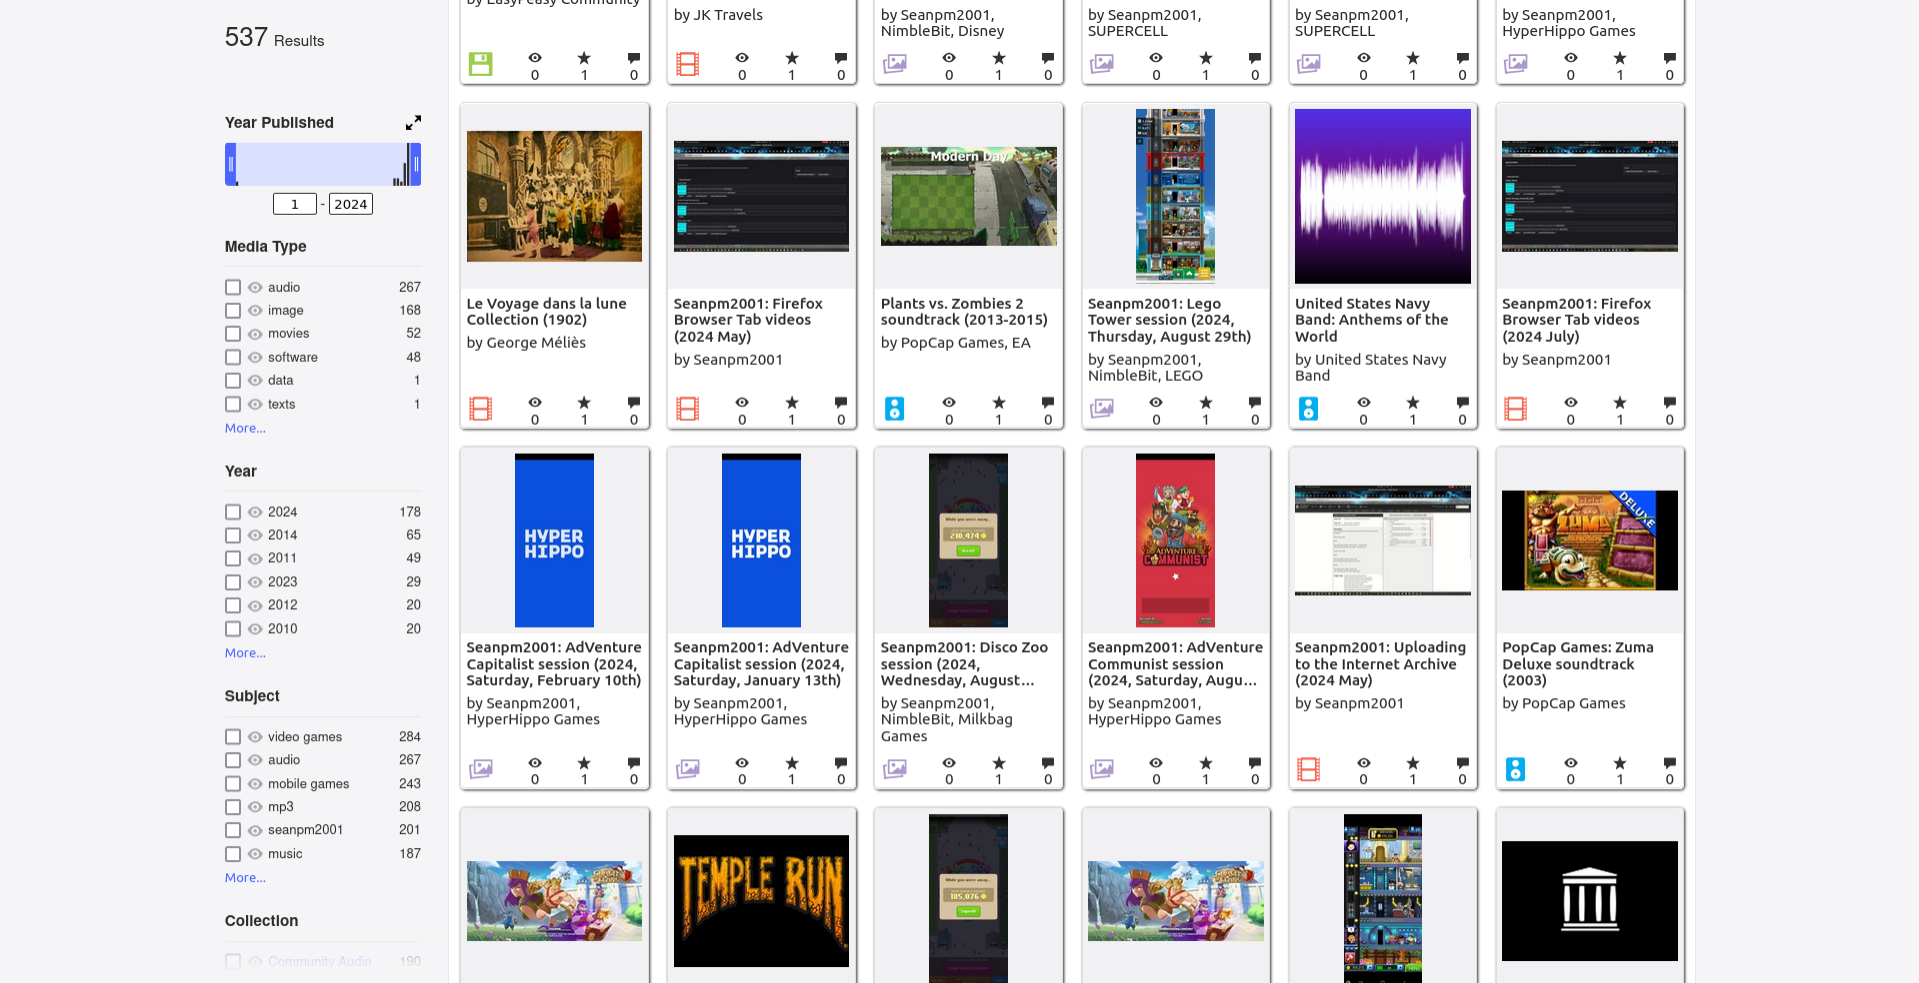 537 Results
Year Published
1 - 2024
Media Type
audio 267
image 168
movies 52
software 48
data 1
texts 1
More...
Year
2024 178
2014 65
2011 49
2023 29
2012 20
2010 20
More...
Subject
video games 284
audio 267
mobile games 243
mp3 208
seanpm2001 201
music 187
More...
Collection
Community Audio 190
by EasyPeasy Community
0 1 0
by JK Travels
0 1 0
by Seanpm2001,
NimbleBit, Disney
0 1 0
by Seanpm2001,
SUPERCELL
0 1 0
by Seanpm2001,
SUPERCELL
0 1 0
by Seanpm2001,
HyperHippo Games
0 1 0
Le Voyage dans la lune
Collection (1902)
by George Méliès
0 1 0
Seanpm2001: Firefox
Browser Tab videos
(2024 May)
by Seanpm2001
0 1 0
Modern Day
Plants vs. Zombies 2
soundtrack (2013-2015)
by PopCap Games, EA
0 1 0
Seanpm2001: Lego
Tower session (2024,
Thursday, August 29th)
by Seanpm2001,
NimbleBit, LEGO
0 1 0
United States Navy
Band: Anthems of the
World
by United States Navy
Band
0 1 0
Seanpm2001: Firefox
Browser Tab videos
(2024 July)
by Seanpm2001
0 1 0
HYPER
HIPPO
Seanpm2001: AdVenture
Capitalist session (2024,
Saturday, February 10th)
by Seanpm2001,
HyperHippo Games
0 1 0
HYPER
HIPPO
Seanpm2001: AdVenture
Capitalist session (2024,
Saturday, January 13th)
by Seanpm2001,
HyperHippo Games
0 1 0
While you were away...
210,474
Seanpm2001: Disco Zoo
session (2024,
Wednesday, August...
by Seanpm2001,
NimbleBit, Milkbag
Games
0 1 0
ADVENTURE
COMMUNIST
Seanpm2001: AdVenture
Communist session
(2024, Saturday, Augu...
by Seanpm2001,
HyperHippo Games
0 1 0
Seanpm2001: Uploading
to the Internet Archive
(2024 May)
by Seanpm2001
0 1 0
ZUMA
DELUXE
PopCap Games: Zuma
Deluxe soundtrack
(2003)
by PopCap Games
0 1 0
TEMPLE RUN
While you were away...
185,076